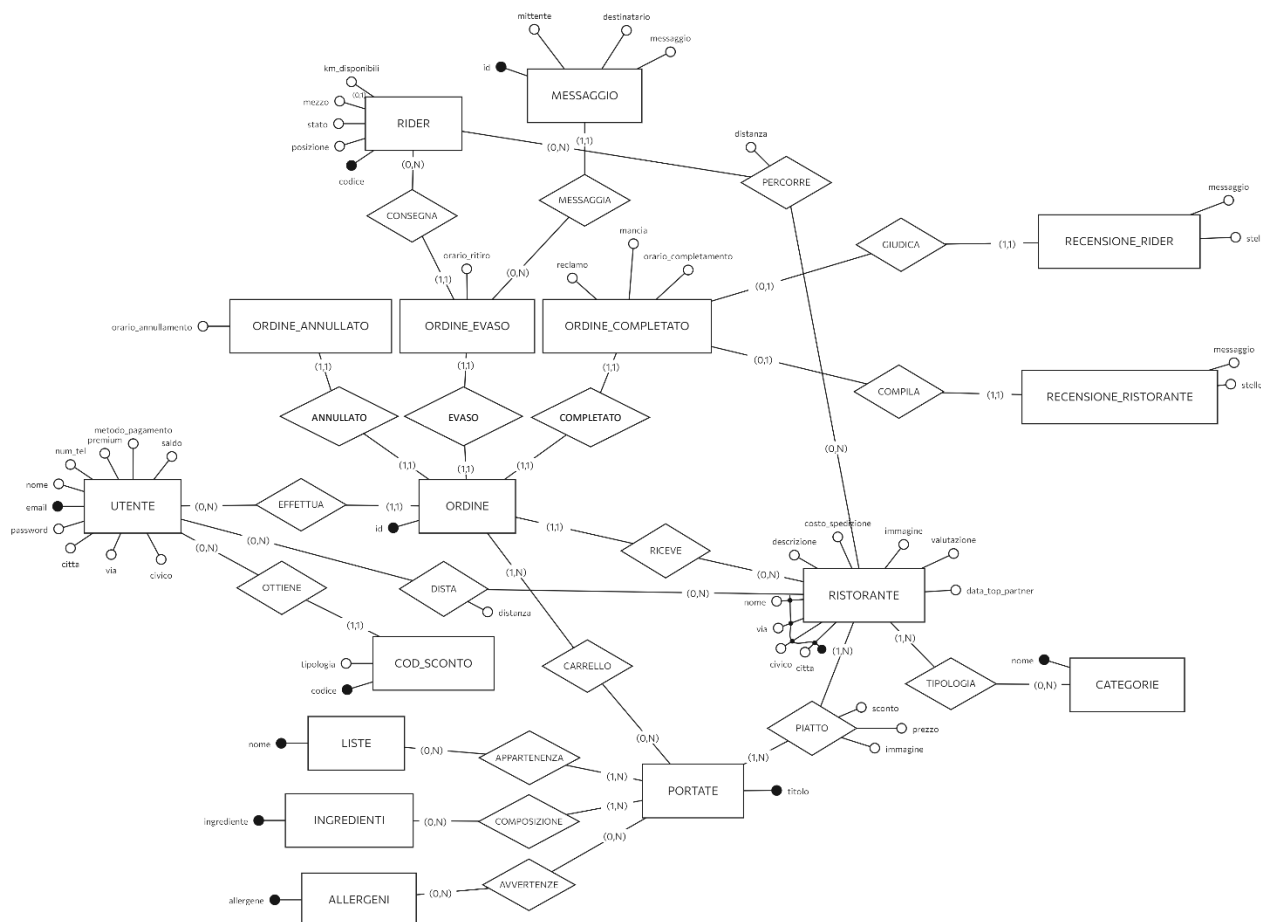 mittente
destinatario
messaggio
id
MESSAGGIO
(1,1)
km_disponibili
(0,1)
mezzo
stato
posizione
codice
RIDER
(0,N)
(0,N)
distanza
PERCORRE
CONSEGNA
MESSAGGIA
messaggio
GIUDICA
(1,1)
RECENSIONE_RIDER
mancia
orario_ritiro
reclamo
orario_completamento
(1,1)
(0,N)
(0,1)
orario_annullamento
ORDINE_ANNULLATO
ORDINE_EVASO
ORDINE_COMPLETATO
(0,1)
messaggio
stelle
(1,1)
(1,1)
(1,1)
COMPILA
(1,1)
RECENSIONE_RISTORANTE
ANNULLATO
EVASO
COMPLETATO
metodo_pagamento
premium
saldo
num_tel
(0,N)
(1,1)
(1,1)
(1,1)
nome
email
password
citta
via
civico
UTENTE
(0,N)
EFFETTUA
(1,1)
ORDINE
id
(1,1)
RICEVE
(0,N)
costo_spedizione
descrizione
immagine
valutazione
(0,N)
(0,N)
OTTIENE
DISTA
distanza
(1,N)
(0,N)
RISTORANTE
data_top_partner
nome
via
civico
citta
(1,1)
tipologia
codice
COD_SCONTO
CARRELLO
(1,N)
(1,N)
TIPOLOGIA
(0,N)
nome
CATEGORIE
sconto
prezzo
immagine
PIATTO
nome
LISTE
(0,N)
APPARTENENZA
(1,N)
(0,N)
(1,N)
PORTATE
titolo
ingrediente
INGREDIENTI
(0,N)
COMPOSIZIONE
(1,N)
(0,N)
allergene
ALLERGENI
(0,N)
AVVERTENZE